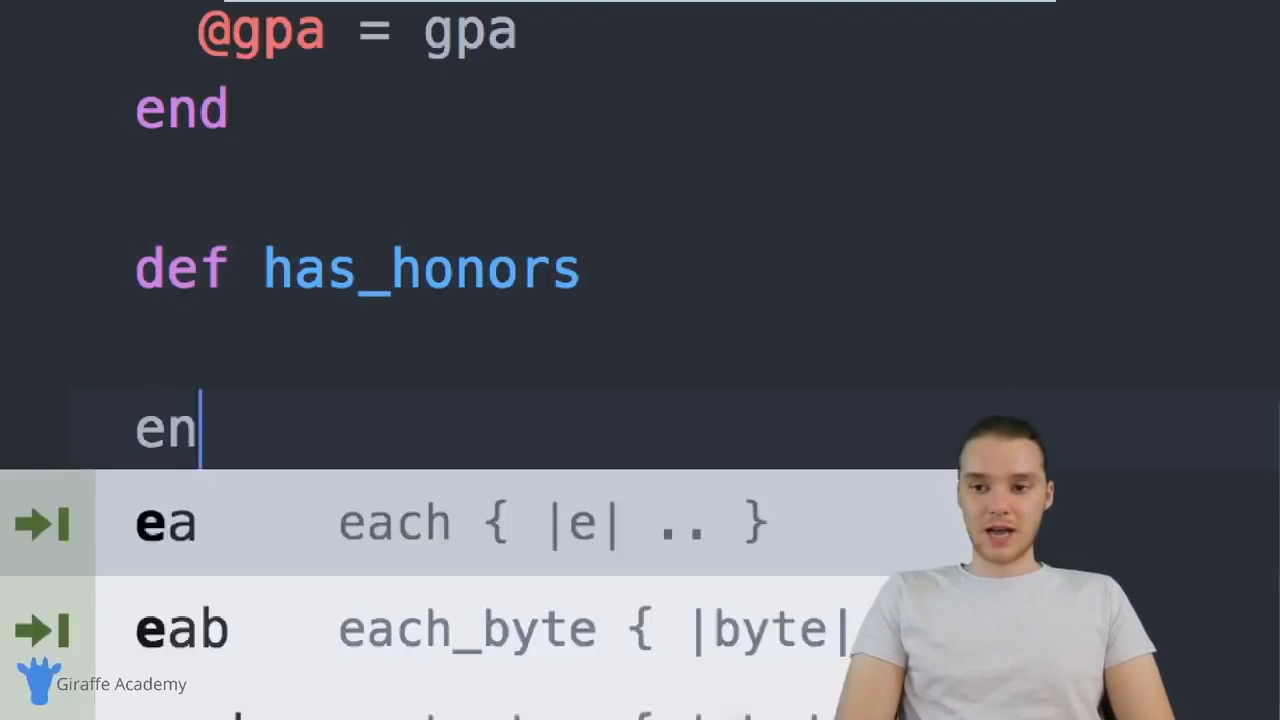 @gpa = gpa
end
def has_honors
en
ea each { |e| .. }
eab each_byte { |byte|
Giraffe Academy